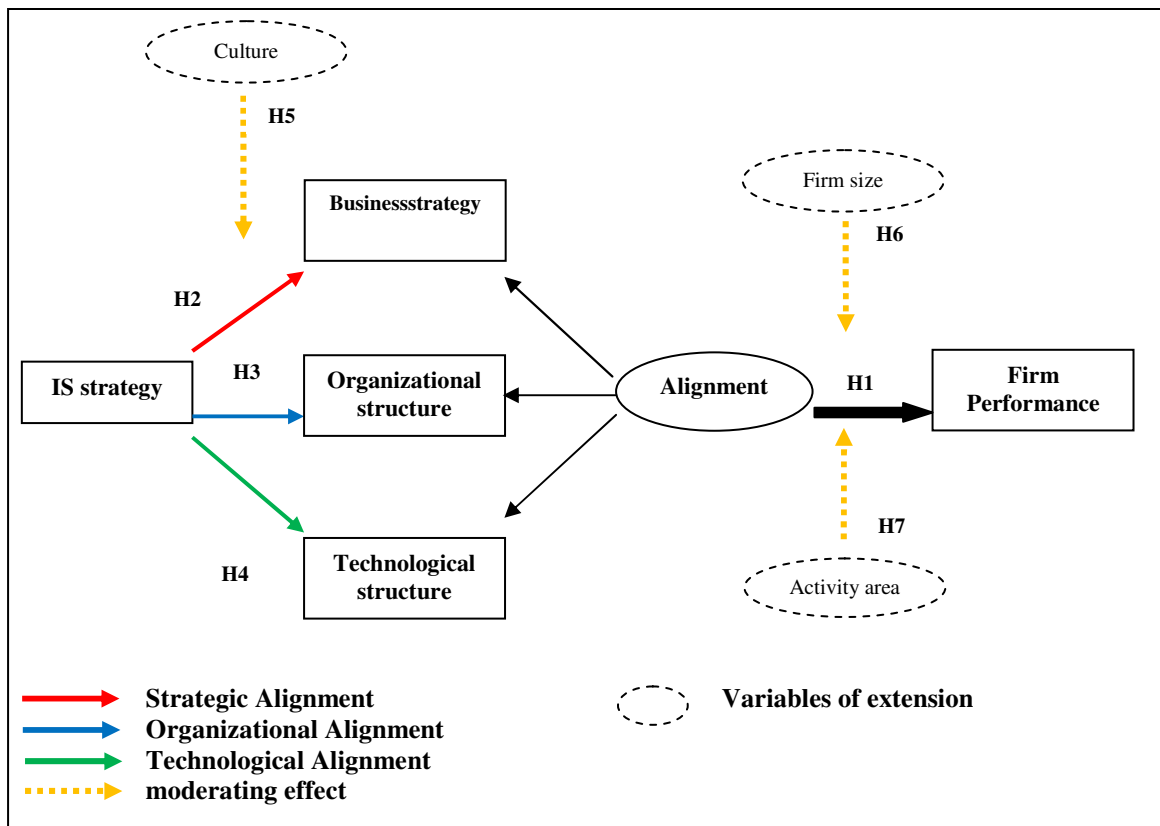 Culture
H5
Businessstrategy
Firm size
H6
H2
IS strategy
H3
Organizational
structure
Alignment
H1
Firm
Performance
H4
Technological
structure
H7
Activity area
Strategic Alignment
Organizational Alignment
Technological Alignment
moderating effect
Variables of extension